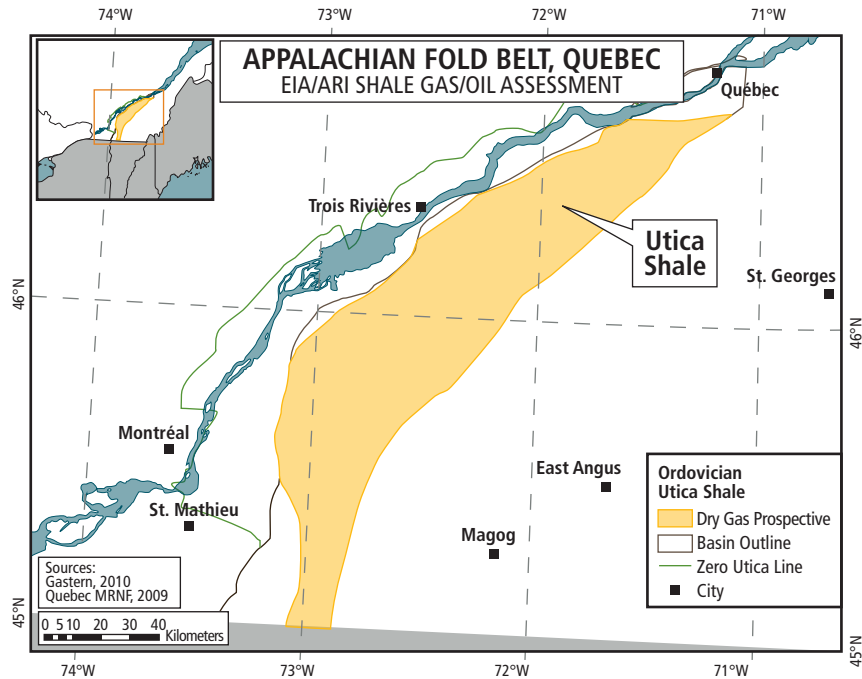 74°W
73°W
72°W
71°W
APPALACHIAN FOLD BELT, QUEBEC
EIA/ARI SHALE GAS/OIL ASSESSMENT
Québec
Trois Rivières
Utica
Shale
St. Georges
46°N
46°N
Montréal
East Angus
St. Mathieu
Magog
Ordovician
Utica Shale
Dry Gas Prospective
Basin Outline
Zero Utica Line
City
Sources:
Gastern, 2010
Quebec MRNF, 2009
0 5 10 20 30 40
Kilometers
45°N
45°N
74°W
73°W
72°W
71°W